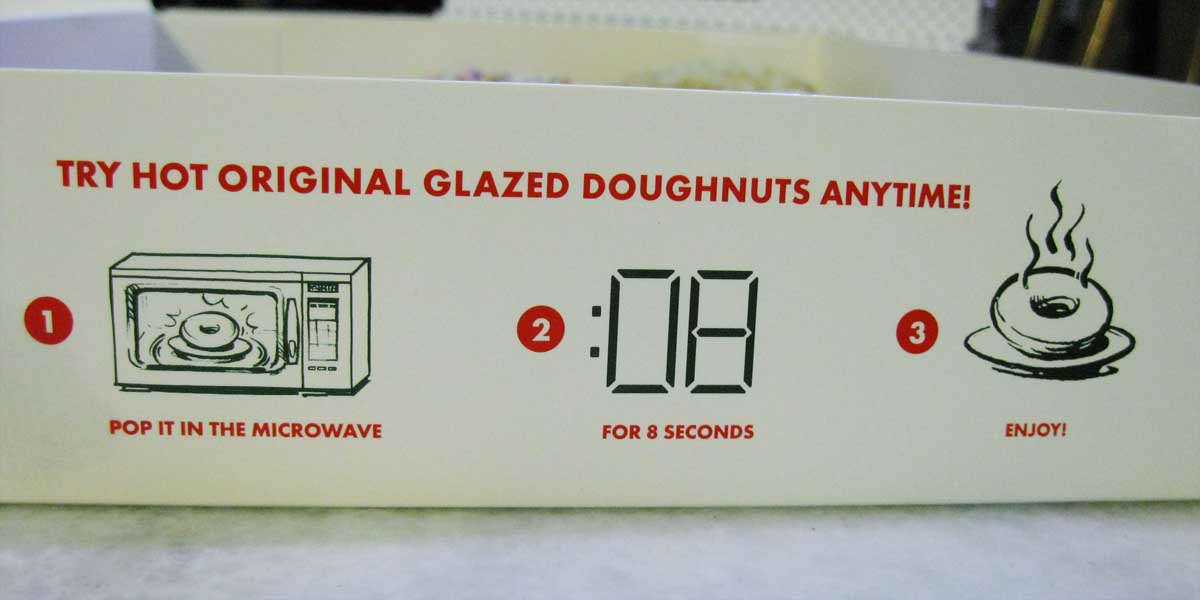 TRY HOT ORIGINAL GLAZED DOUGHNUTS ANYTIME!
1
POP IT IN THE MICROWAVE
2
:08
FOR 8 SECONDS
3
ENJOY!